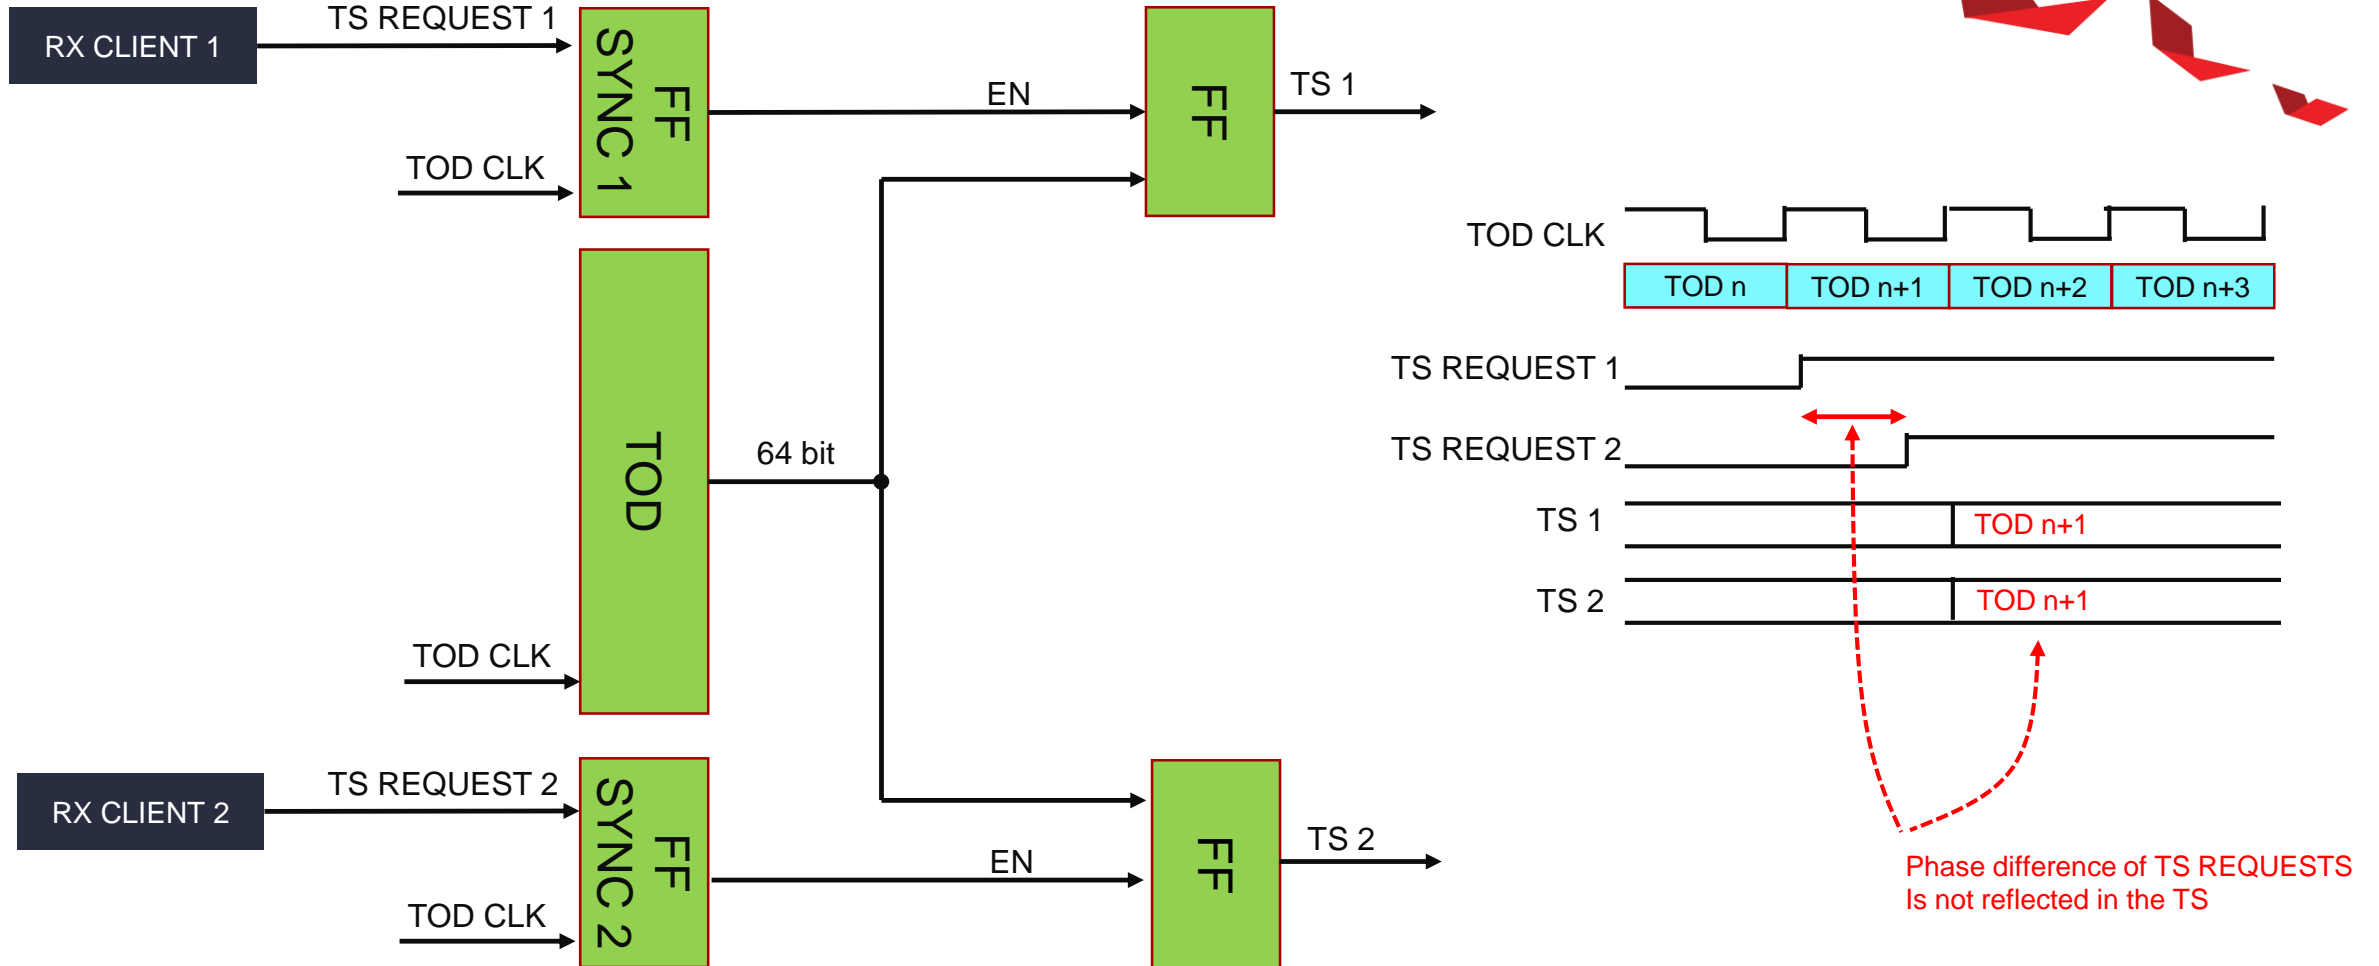 RX CLIENT 1
TS REQUEST 1
TOD CLK
FF
SYNC 1
EN
FF
TS 1
TOD
64 bit
TOD CLK
RX CLIENT 2
TS REQUEST 2
TOD CLK
FF
SYNC 2
EN
FF
TS 2
TOD CLK
TOD n TOD n+1 TOD n+2 TOD n+3
TS REQUEST 1
TS REQUEST 2
TS 1 TOD n+1
TS 2 TOD n+1
Phase difference of TS REQUESTS
Is not reflected in the TS